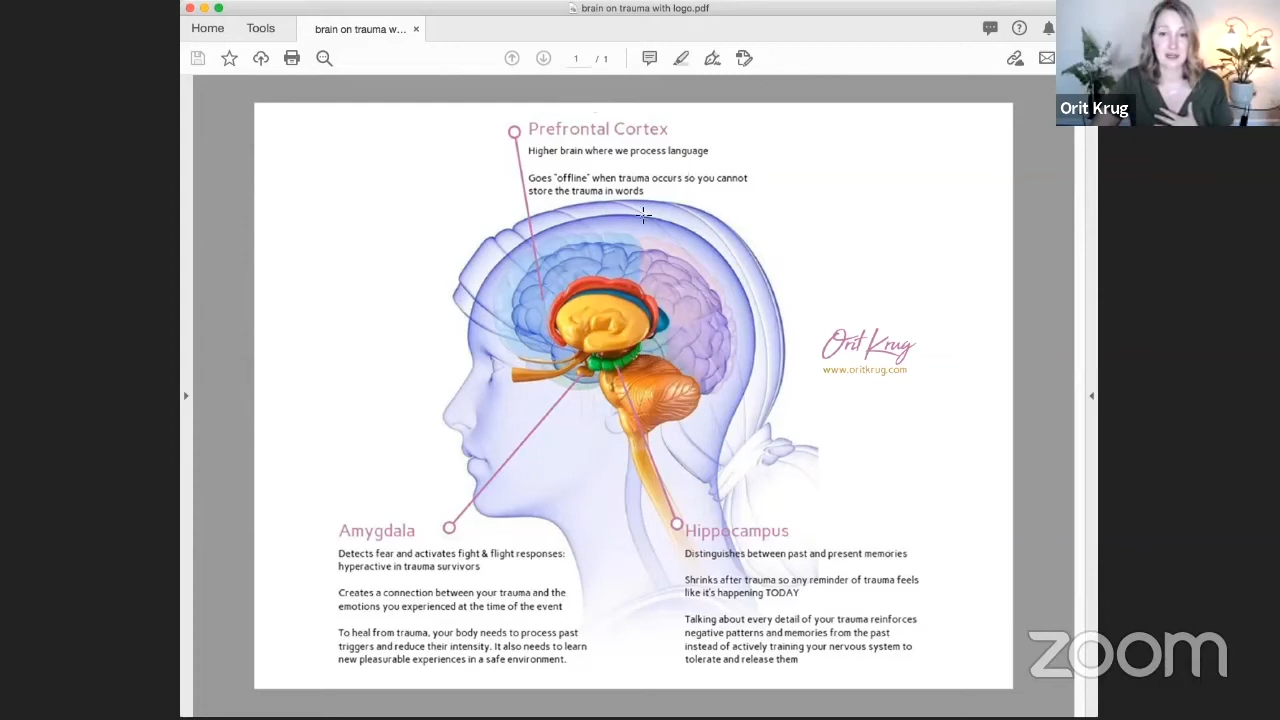 brain on trauma with logo.pdf
Home
Tools
brain on trauma w...
1 / 1
Orit Krug
Prefrontal Cortex
Higher brain where we process language
Goes "offline" when trauma occurs so you cannot
store the trauma in words
Orit Krug
www.oritkrug.com
Amygdala
Detects fear and activates fight & flight responses:
hyperactive in trauma survivors
Creates a connection between your trauma and the
emotions you experienced at the time of the event
To heal from trauma, your body needs to process past
triggers and reduce their intensity. It also needs to learn
new pleasurable experiences in a safe environment.
Hippocampus
Distinguishes between past and present memories
Shrinks after trauma so any reminder of trauma feels
like it's happening TODAY
Talking about every detail of your trauma reinforces
negative patterns and memories from the past
instead of actively training your nervous system to
tolerate and release them
zoom